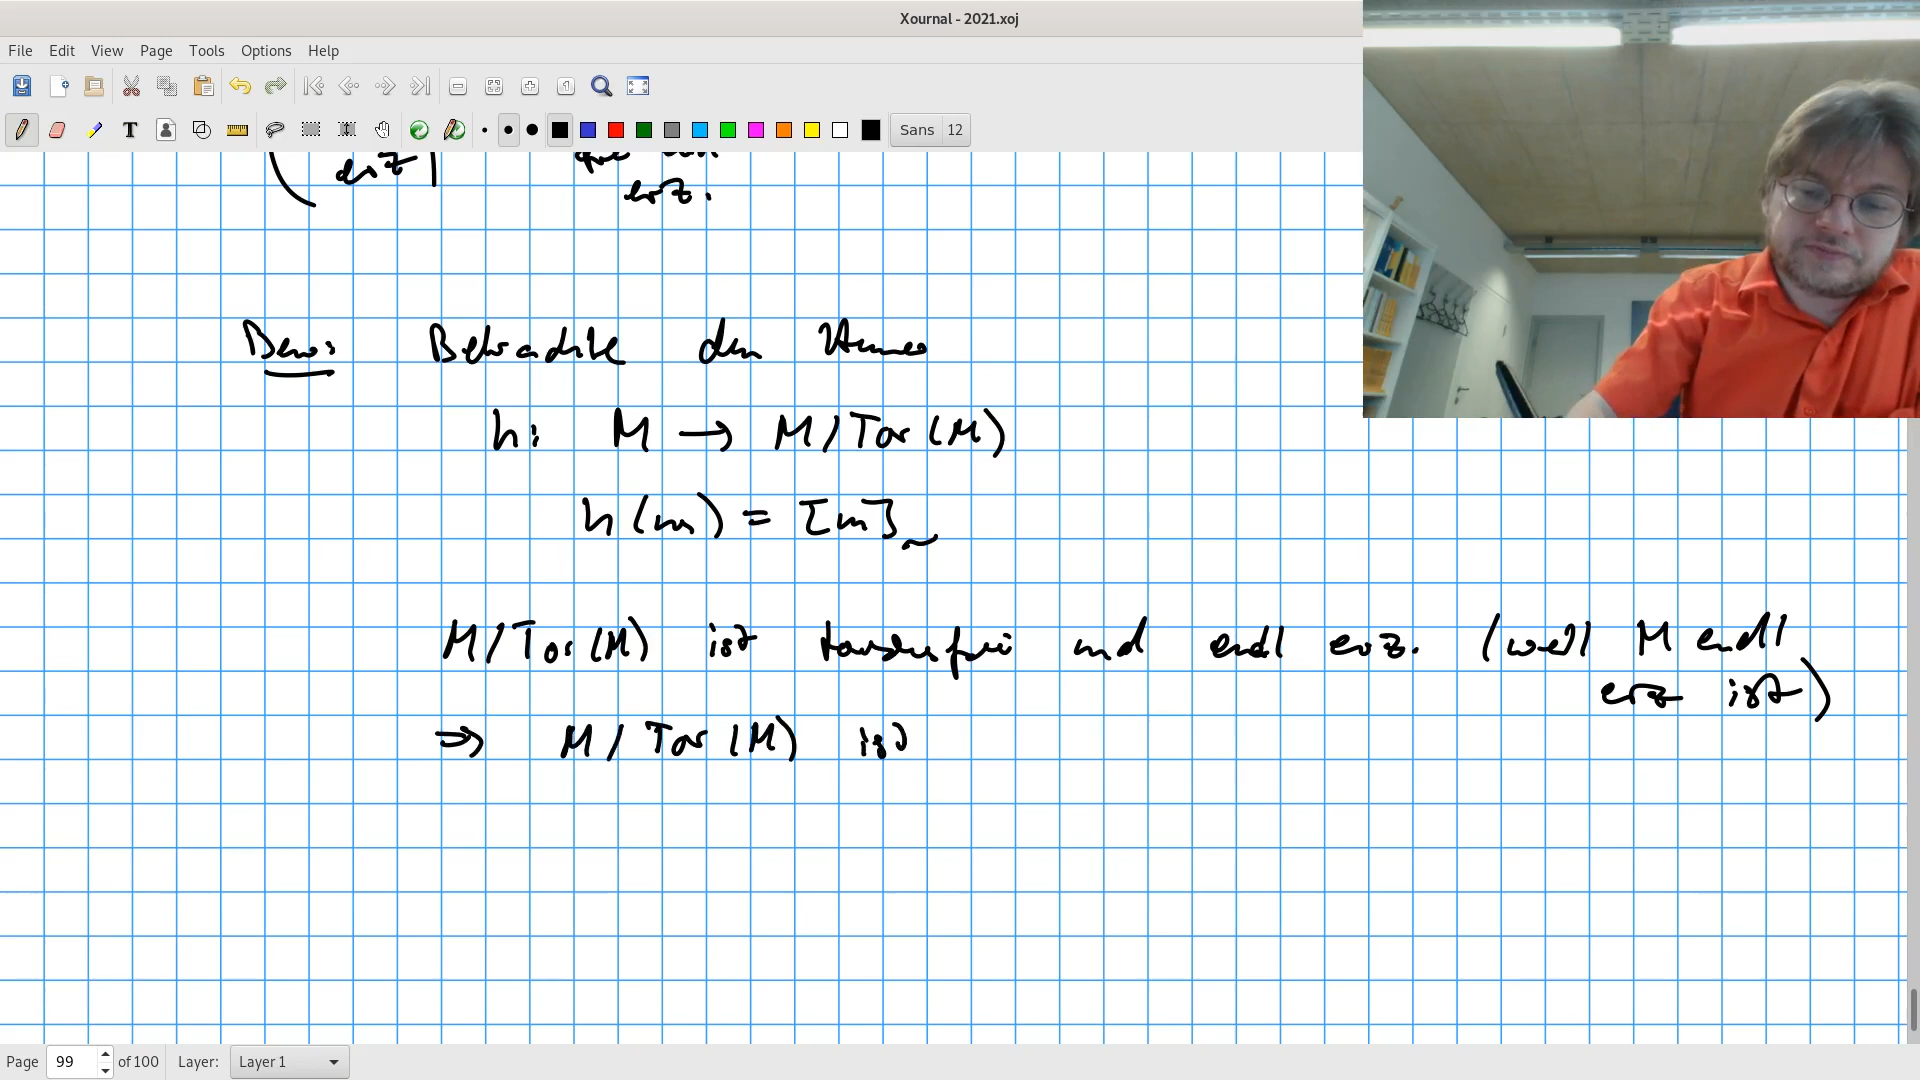 Xournal - 2021.xoj
File Edit View Page Tools Options Help
Sans 12
erz.
Bew: Betrachte den Homo
h: M → M/Tor(M)
h(m) = [m]~
M/Tor(M) ist torsionsfrei und endl erz. (weil M endl
erz ist)
⇒ M/Tor(M) ist
Page 99 of 100 Layer: Layer 1